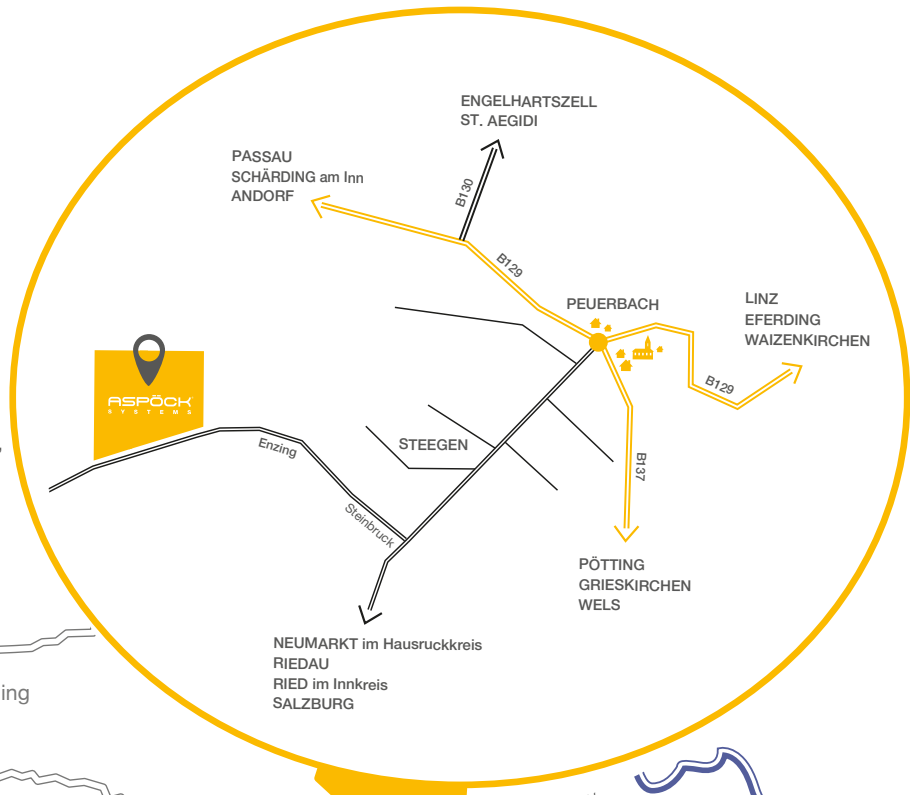 ENGELHARTSZELL
ST. AEGIDI
PASSAU
SCHÄRDING am Inn
ANDORF
B130
B129
PEUERBACH
LINZ
EFERDING
WAIZENKIRCHEN
B129
ASPÖCK
SYSTEMS
Enzing
STEEGEN
B137
Steinbruck
PÖTTING
GRIESKIRCHEN
WELS
NEUMARKT im Hausruckkreis
RIEDAU
RIED im Innkreis
SALZBURG
ing